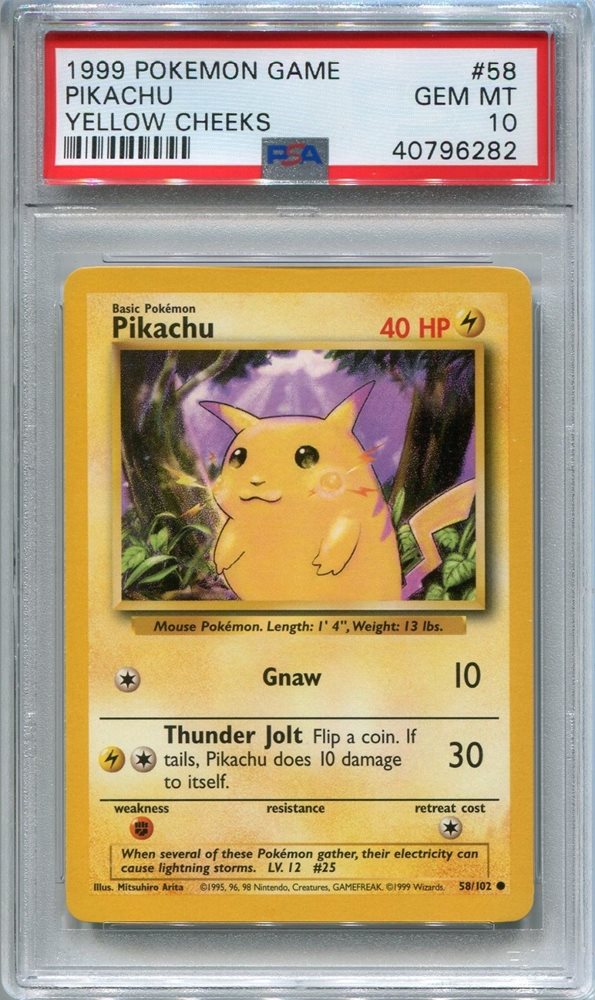 1999 POKEMON GAME #58
PIKACHU GEM MT
YELLOW CHEEKS 10
PSA 40796282
Basic Pokémon
Pikachu 40 HP
Mouse Pokémon. Length: 1' 4", Weight: 13 lbs.
Gnaw 10
Thunder Jolt Flip a coin. If
tails, Pikachu does 10 damage
to itself.
30
weakness resistance retreat cost
When several of these Pokémon gather, their electricity can
cause lightning storms. LV. 12 #25
Illus. Mitsuhiro Arita ©1995, 96, 98 Nintendo, Creatures, GAMEFREAK. ©1999 Wizards. 58/102